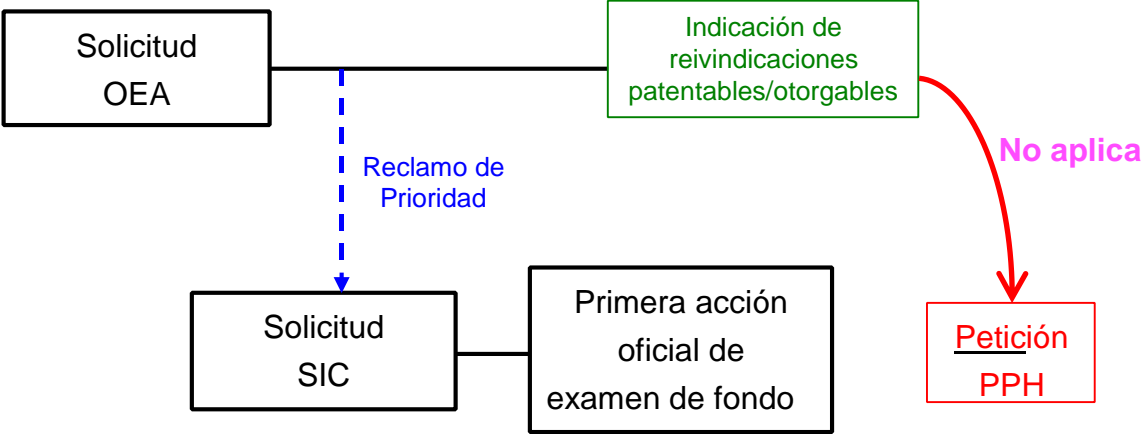 Solicitud
OEA
Indicación de
reivindicaciones
patentables/otorgables
No aplica
Reclamo de
Prioridad
Solicitud
SIC
Primera acción
oficial de
examen de fondo
Petición
PPH